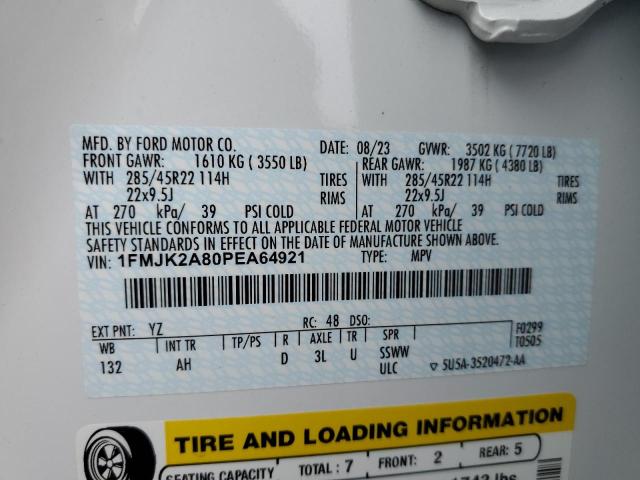 MFD. BY FORD MOTOR CO. DATE: 08/23 GVWR: 3502 KG ( 7720 LB)
FRONT GAWR: 1610 KG ( 3550 LB) REAR GAWR: 1987 KG ( 4380 LB)
WITH 285/45R22 114H TIRES WITH 285/45R22 114H TIRES
22x9.5J RIMS 22x9.5J RIMS
AT 270 kPa/ 39 PSI COLD AT 270 kPa/ 39 PSI COLD
THIS VEHICLE CONFORMS TO ALL APPLICABLE FEDERAL MOTOR VEHICLE
SAFETY STANDARDS IN EFFECT ON THE DATE OF MANUFACTURE SHOWN ABOVE.
VIN: 1FMJK2A80PEA64921 TYPE: MPV
EXT PNT: YZ RC: 48 DSO: F0299
WB INT TR TP/PS R AXLE TR SPR T0505
132 AH D 3L U SSWW
ULC ▽ 5U5A-3520472-AA
TIRE AND LOADING INFORMATION
SEATING CAPACITY TOTAL : 7 FRONT: 2 REAR: 5
lbs